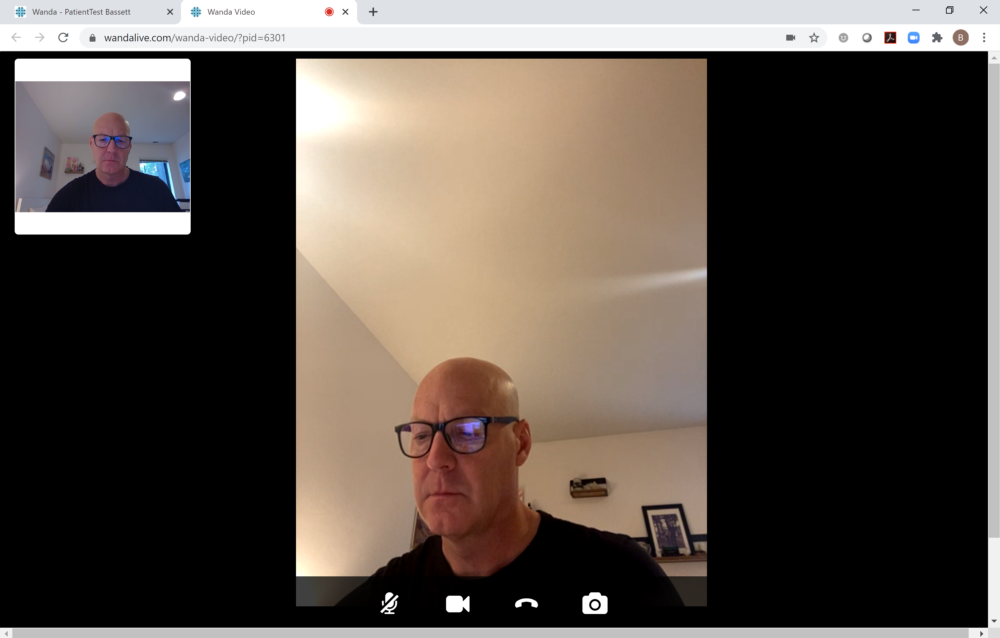 Wanda - PatientTest Bassett
Wanda Video
wandalive.com/wanda-video/?pid=6301
U
B